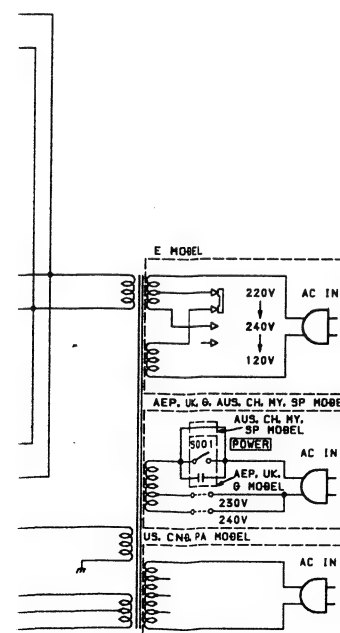 E MODEL
220V
AC IN
240V
120V
AEP, UK, G, AUS, CH, MY, SP MODE
AUS, CH, MY,
SP MODEL
S001
POWER
AC IN
AEP, UK,
G MODEL
230V
240V
US, CND, PA MODEL
AC IN